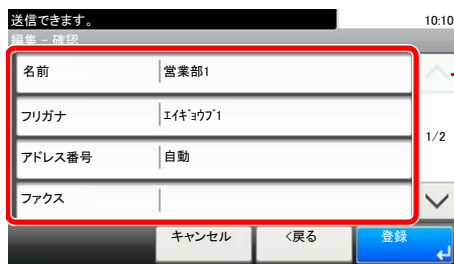 送信できます。 10:10
編集 - 確認
名前 営業部1
フリガナ ｴｲｷﾞｮｳﾌﾞ1
アドレス番号 自動
1/2
ファクス
キャンセル <戻る 登録